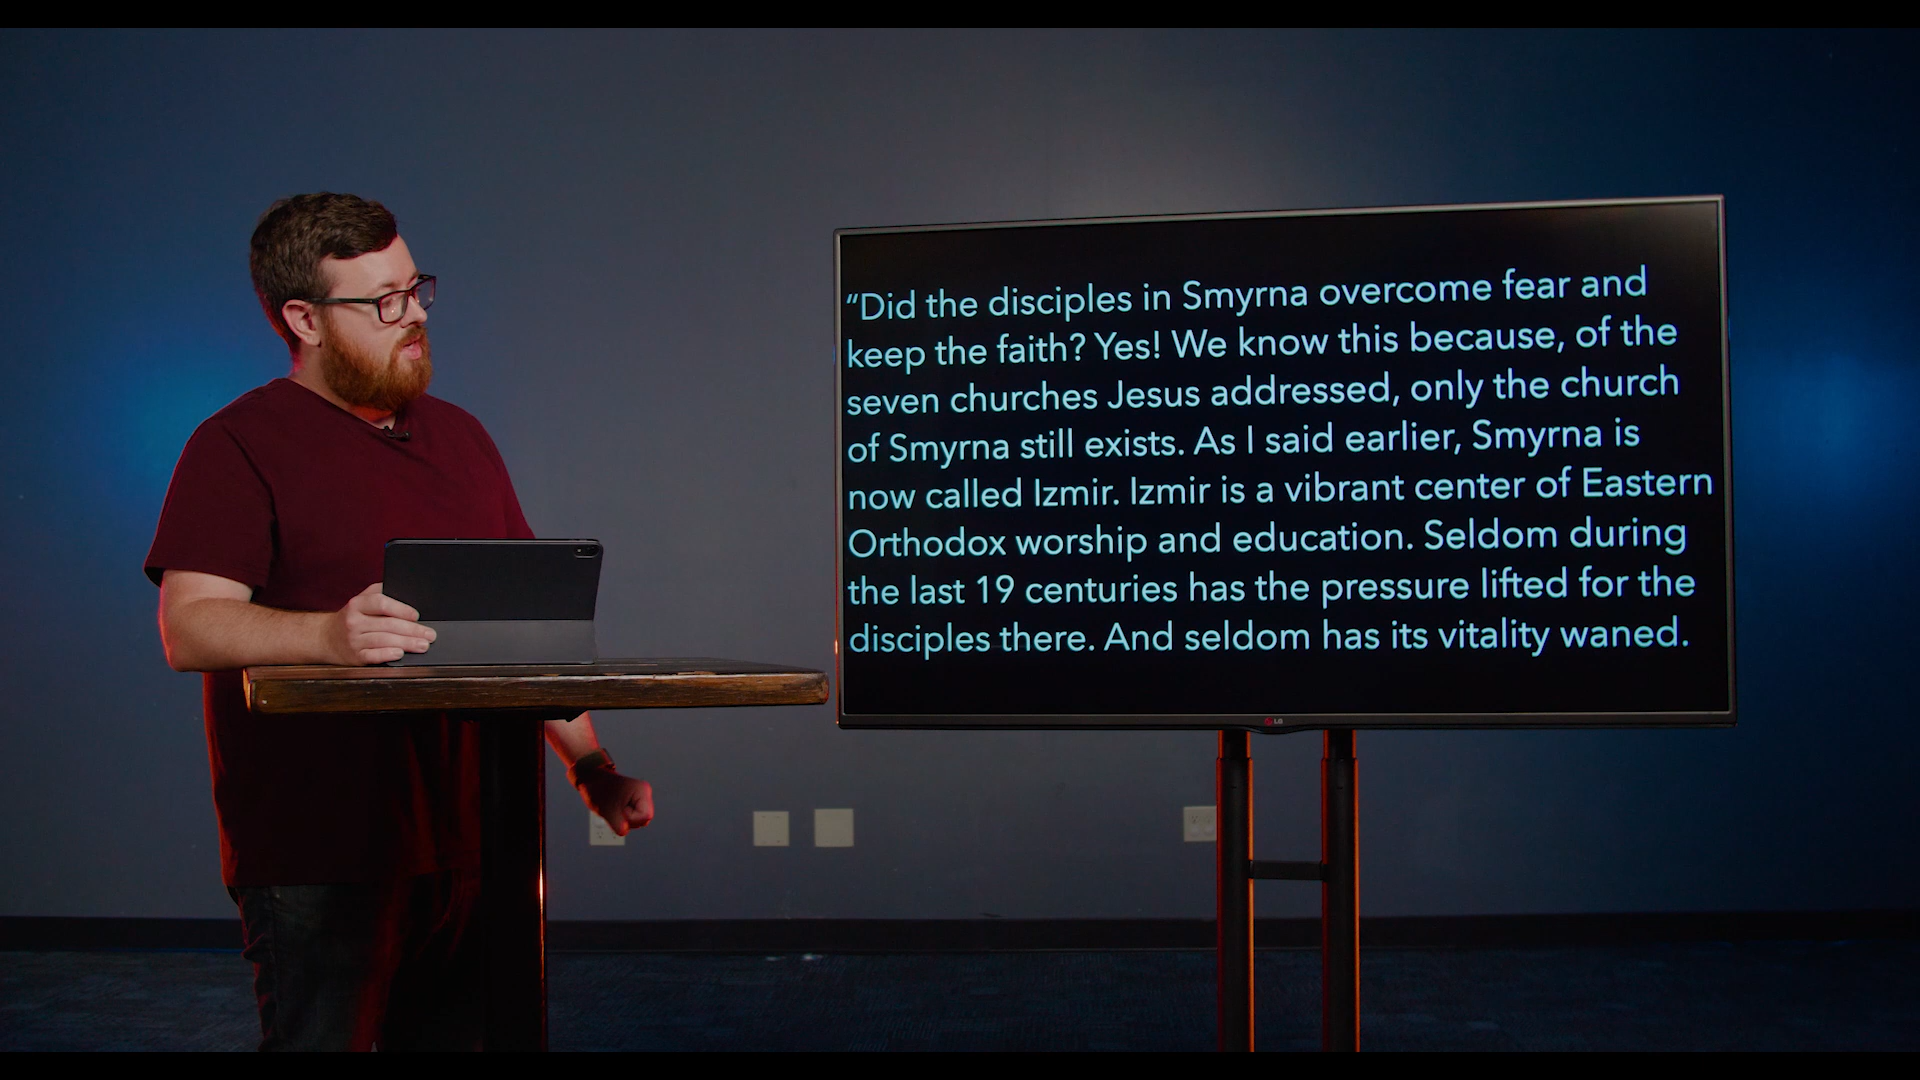 “Did the disciples in Smyrna overcome fear and
keep the faith? Yes! We know this because, of the
seven churches Jesus addressed, only the church
of Smyrna still exists. As I said earlier, Smyrna is
now called Izmir. Izmir is a vibrant center of Eastern
Orthodox worship and education. Seldom during
the last 19 centuries has the pressure lifted for the
disciples there. And seldom has its vitality waned.
LG